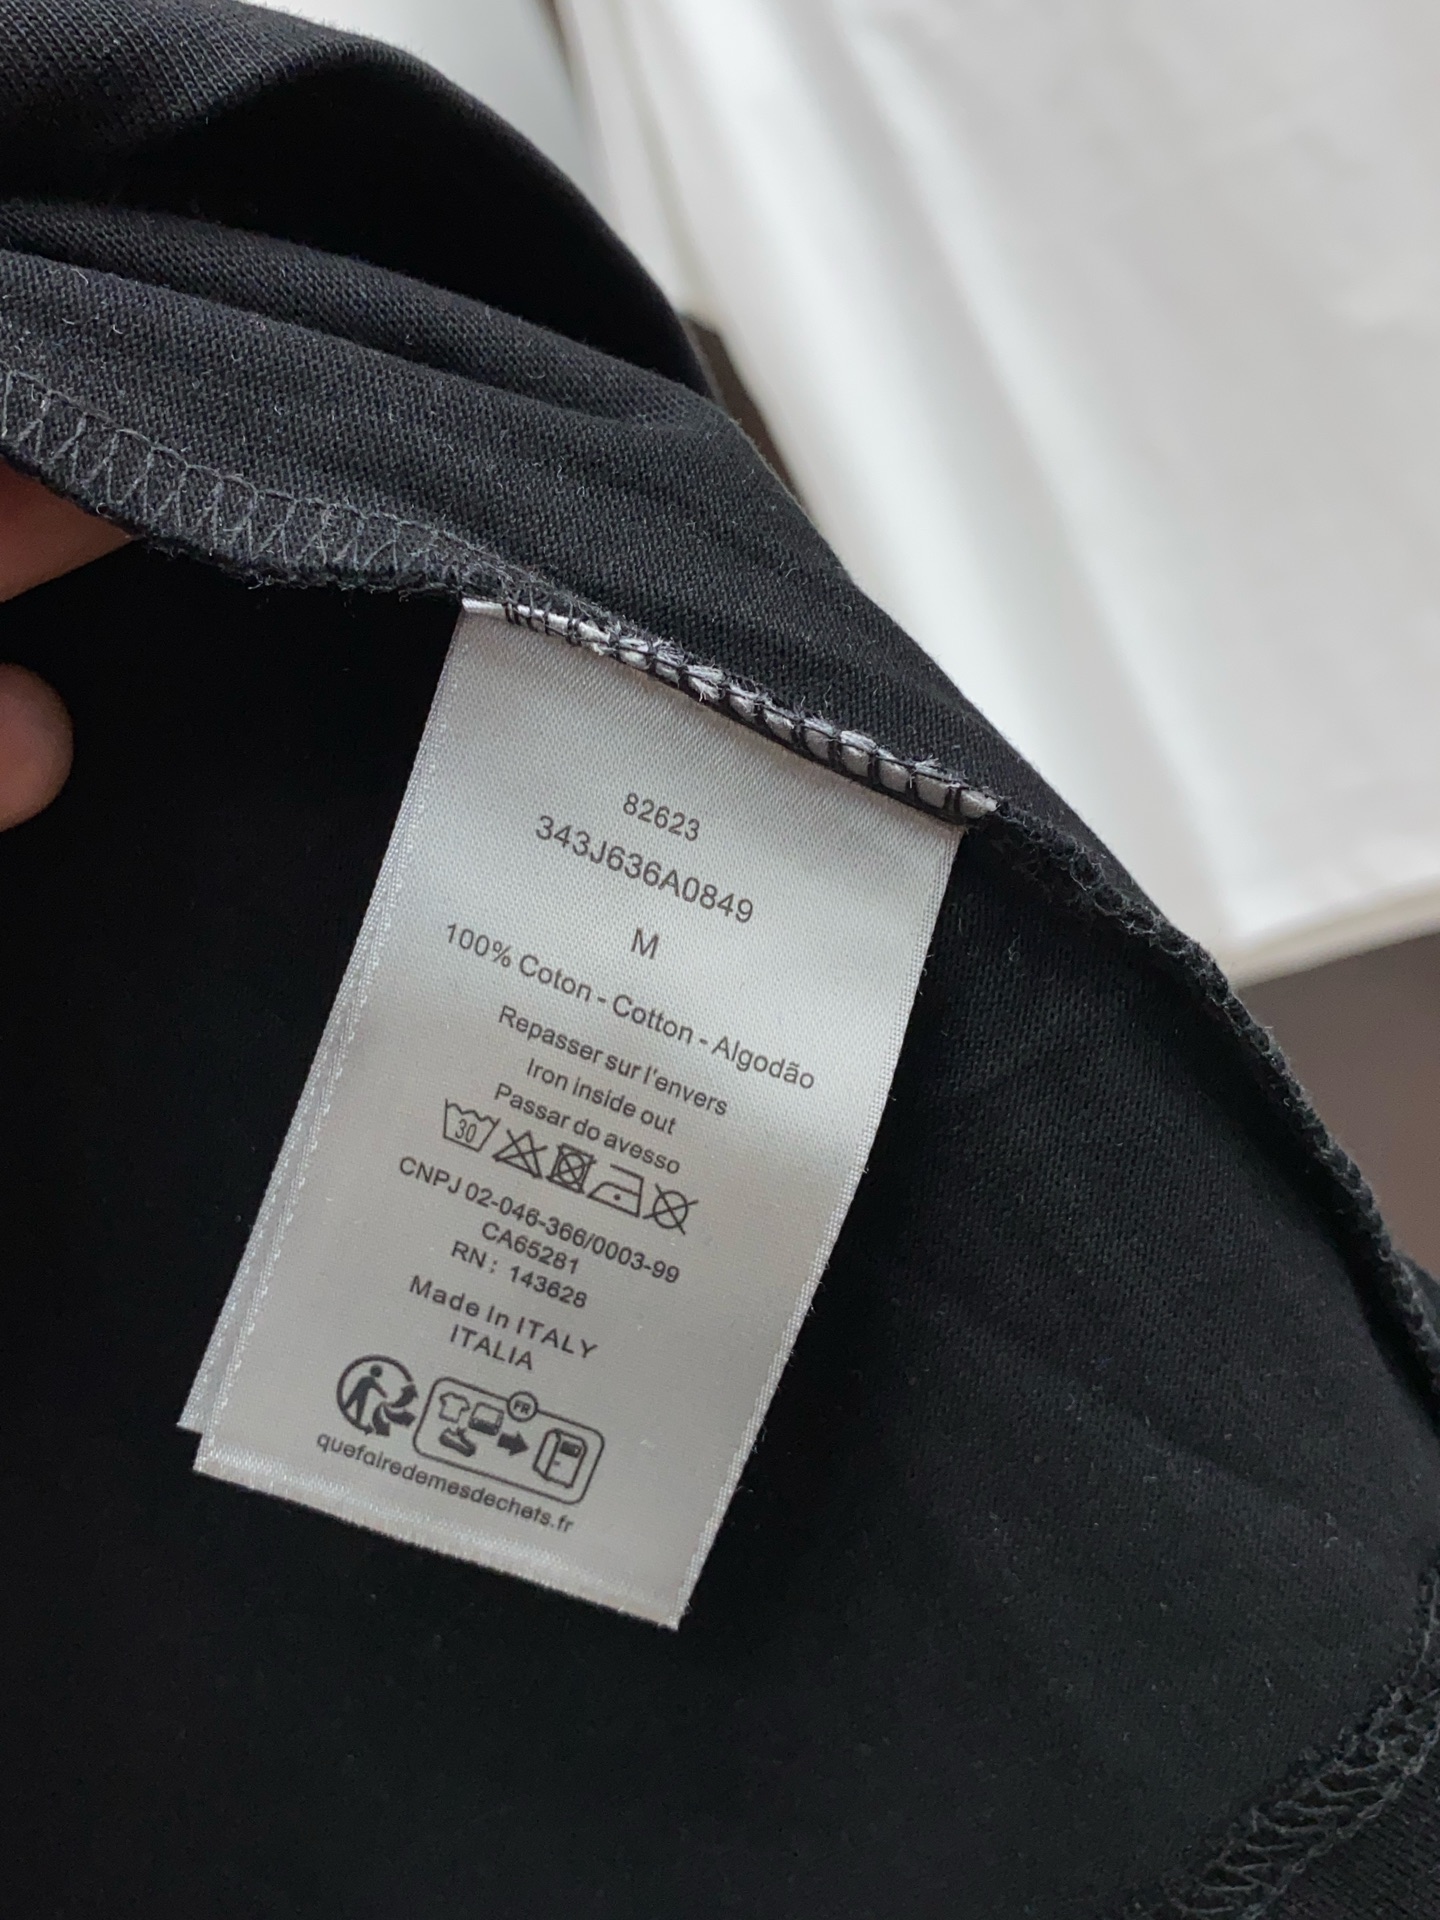 82623
343J636A0849
M
100% Coton - Cotton - Algodão
Repasser sur l'envers
Iron inside out
Passar do avesso
30
CNPJ 02-046-366/0003-99
CA65281
RN: 143628
Made In ITALY
ITALIA
FR
quefairedemesdechets.fr